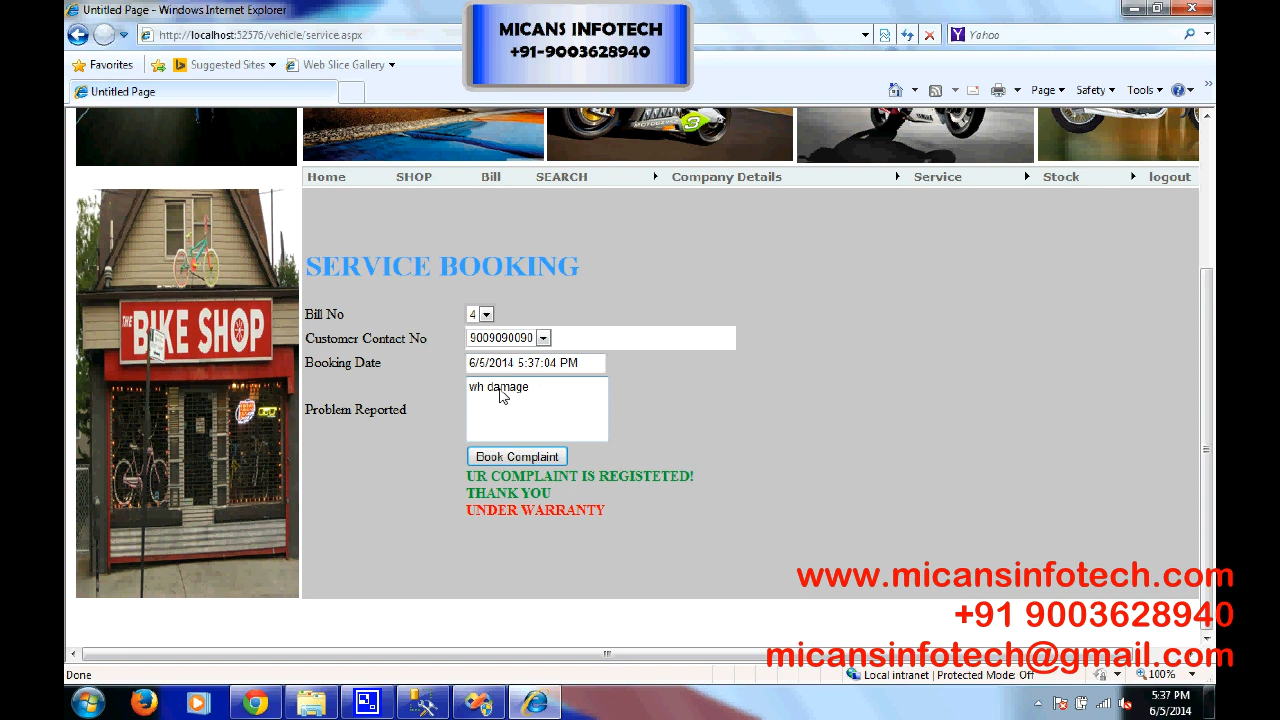 Untitled Page - Windows Internet Explorer
MICANS INFOTECH
+91-9003628940
http://localhost:52576/vehicle/service.aspx
Yahoo
Favorites
Suggested Sites
Web Slice Gallery
Untitled Page
Page
Safety
Tools
3
YAMAHA
Home SHOP Bill SEARCH Company Details Service Stock logout
THE BIKE SHOP
SERVICE BOOKING
Bill No 4
Customer Contact No 9009090090
Booking Date 6/5/2014 5:37:04 PM
Problem Reported wh damage
Book Complaint
UR COMPLAINT IS REGISTETED!
THANK YOU
UNDER WARRANTY
www.micansinfotech.com
+91 9003628940
micansinfotech@gmail.com
Done
Local intranet | Protected Mode: Off
100%
5:37 PM
6/5/2014